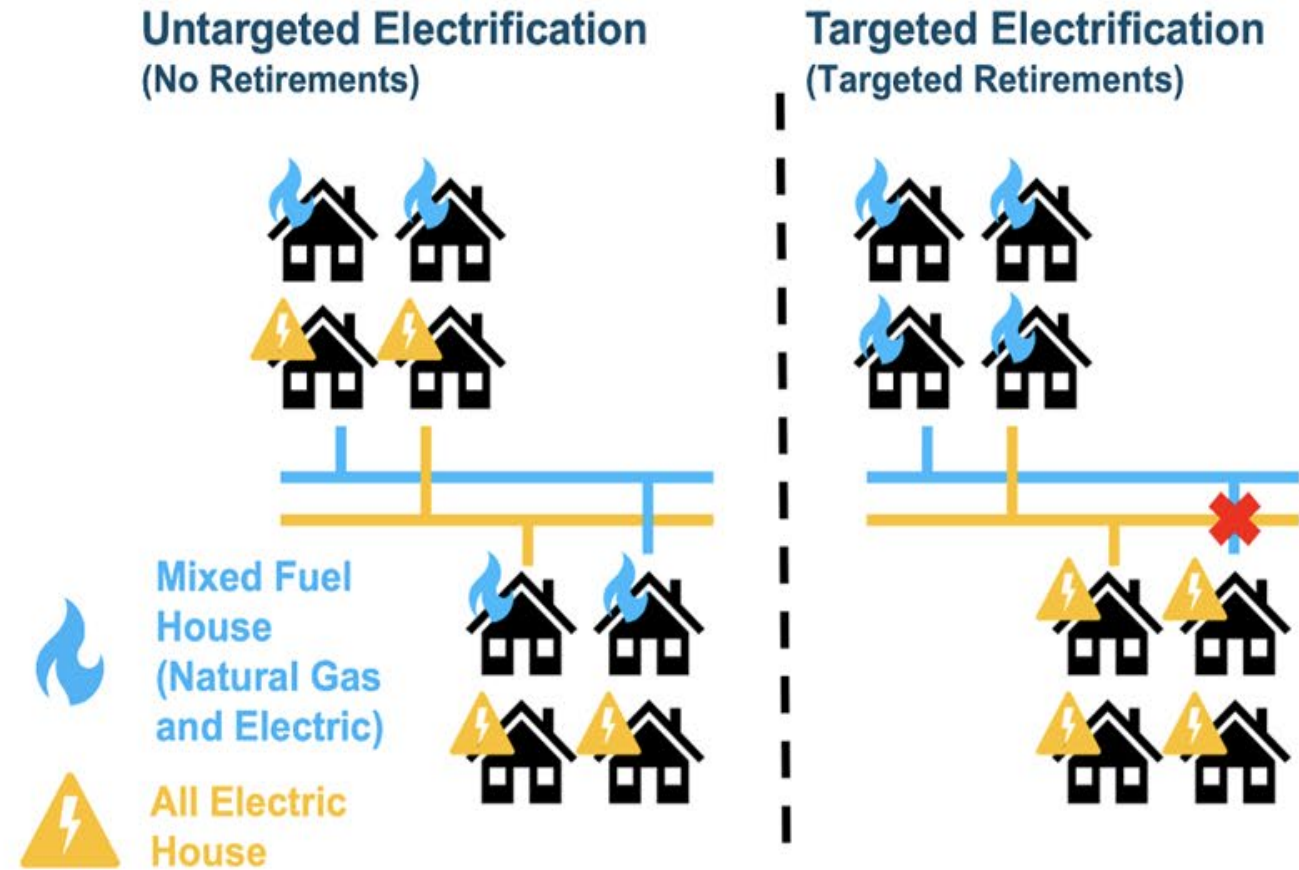 Untargeted Electrification
(No Retirements)
Targeted Electrification
(Targeted Retirements)
Mixed Fuel
House
(Natural Gas
and Electric)
All Electric
House